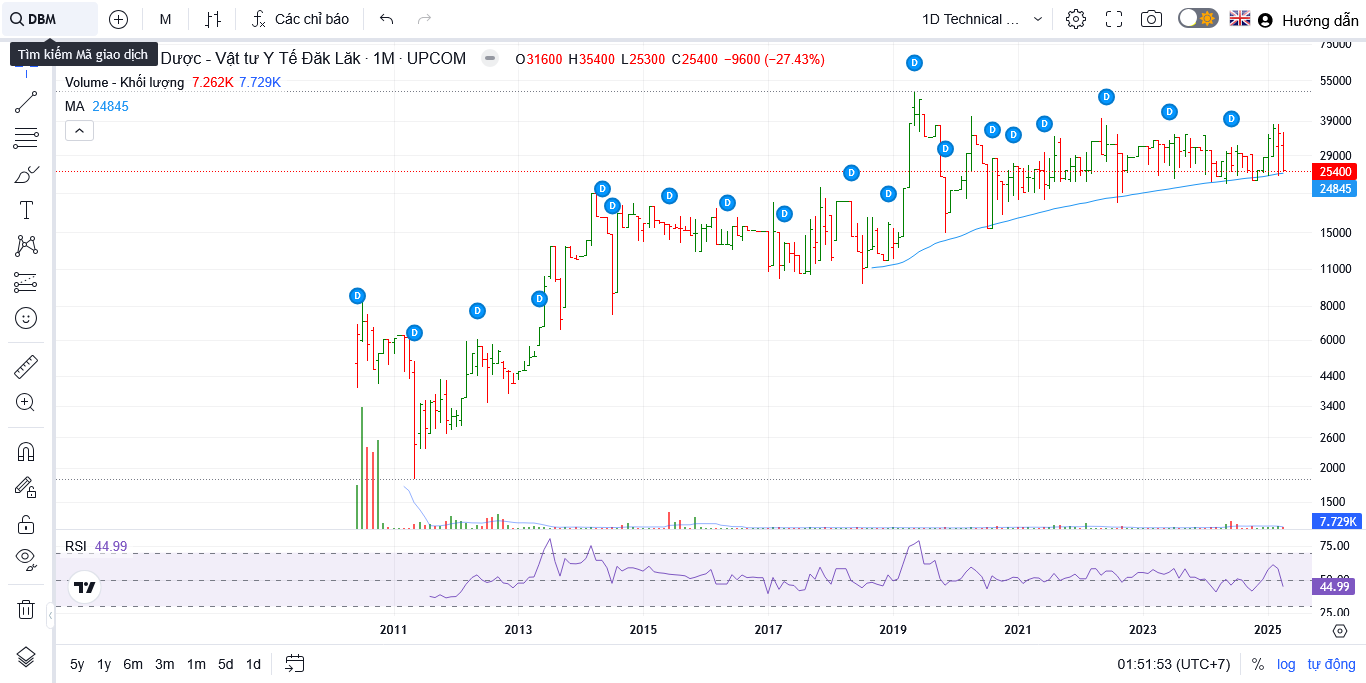 DBM
M
Các chỉ báo
1D Technical ...
Hướng dẫn
Tìm kiếm Mã giao dịch
Dược - Vật tư Y Tế Đăk Lăk · 1M · UPCOM
O31600 H35400 L25300 C25400 −9600 (−27.43%)
Volume - Khối lượng 7.262K 7.729K
MA 24845
D D D D D D D D D D D D D D D D D D D D
75000
55000
39000
29000
25400
24845
15000
11000
8000
6000
4400
3400
2600
2000
1500
7.729K
RSI 44.99
75.00
50.00
44.99
25.00
2011 2013 2015 2017 2019 2021 2023 2025
5y 1y 6m 3m 1m 5d 1d
01:51:53 (UTC+7)
% log tự động